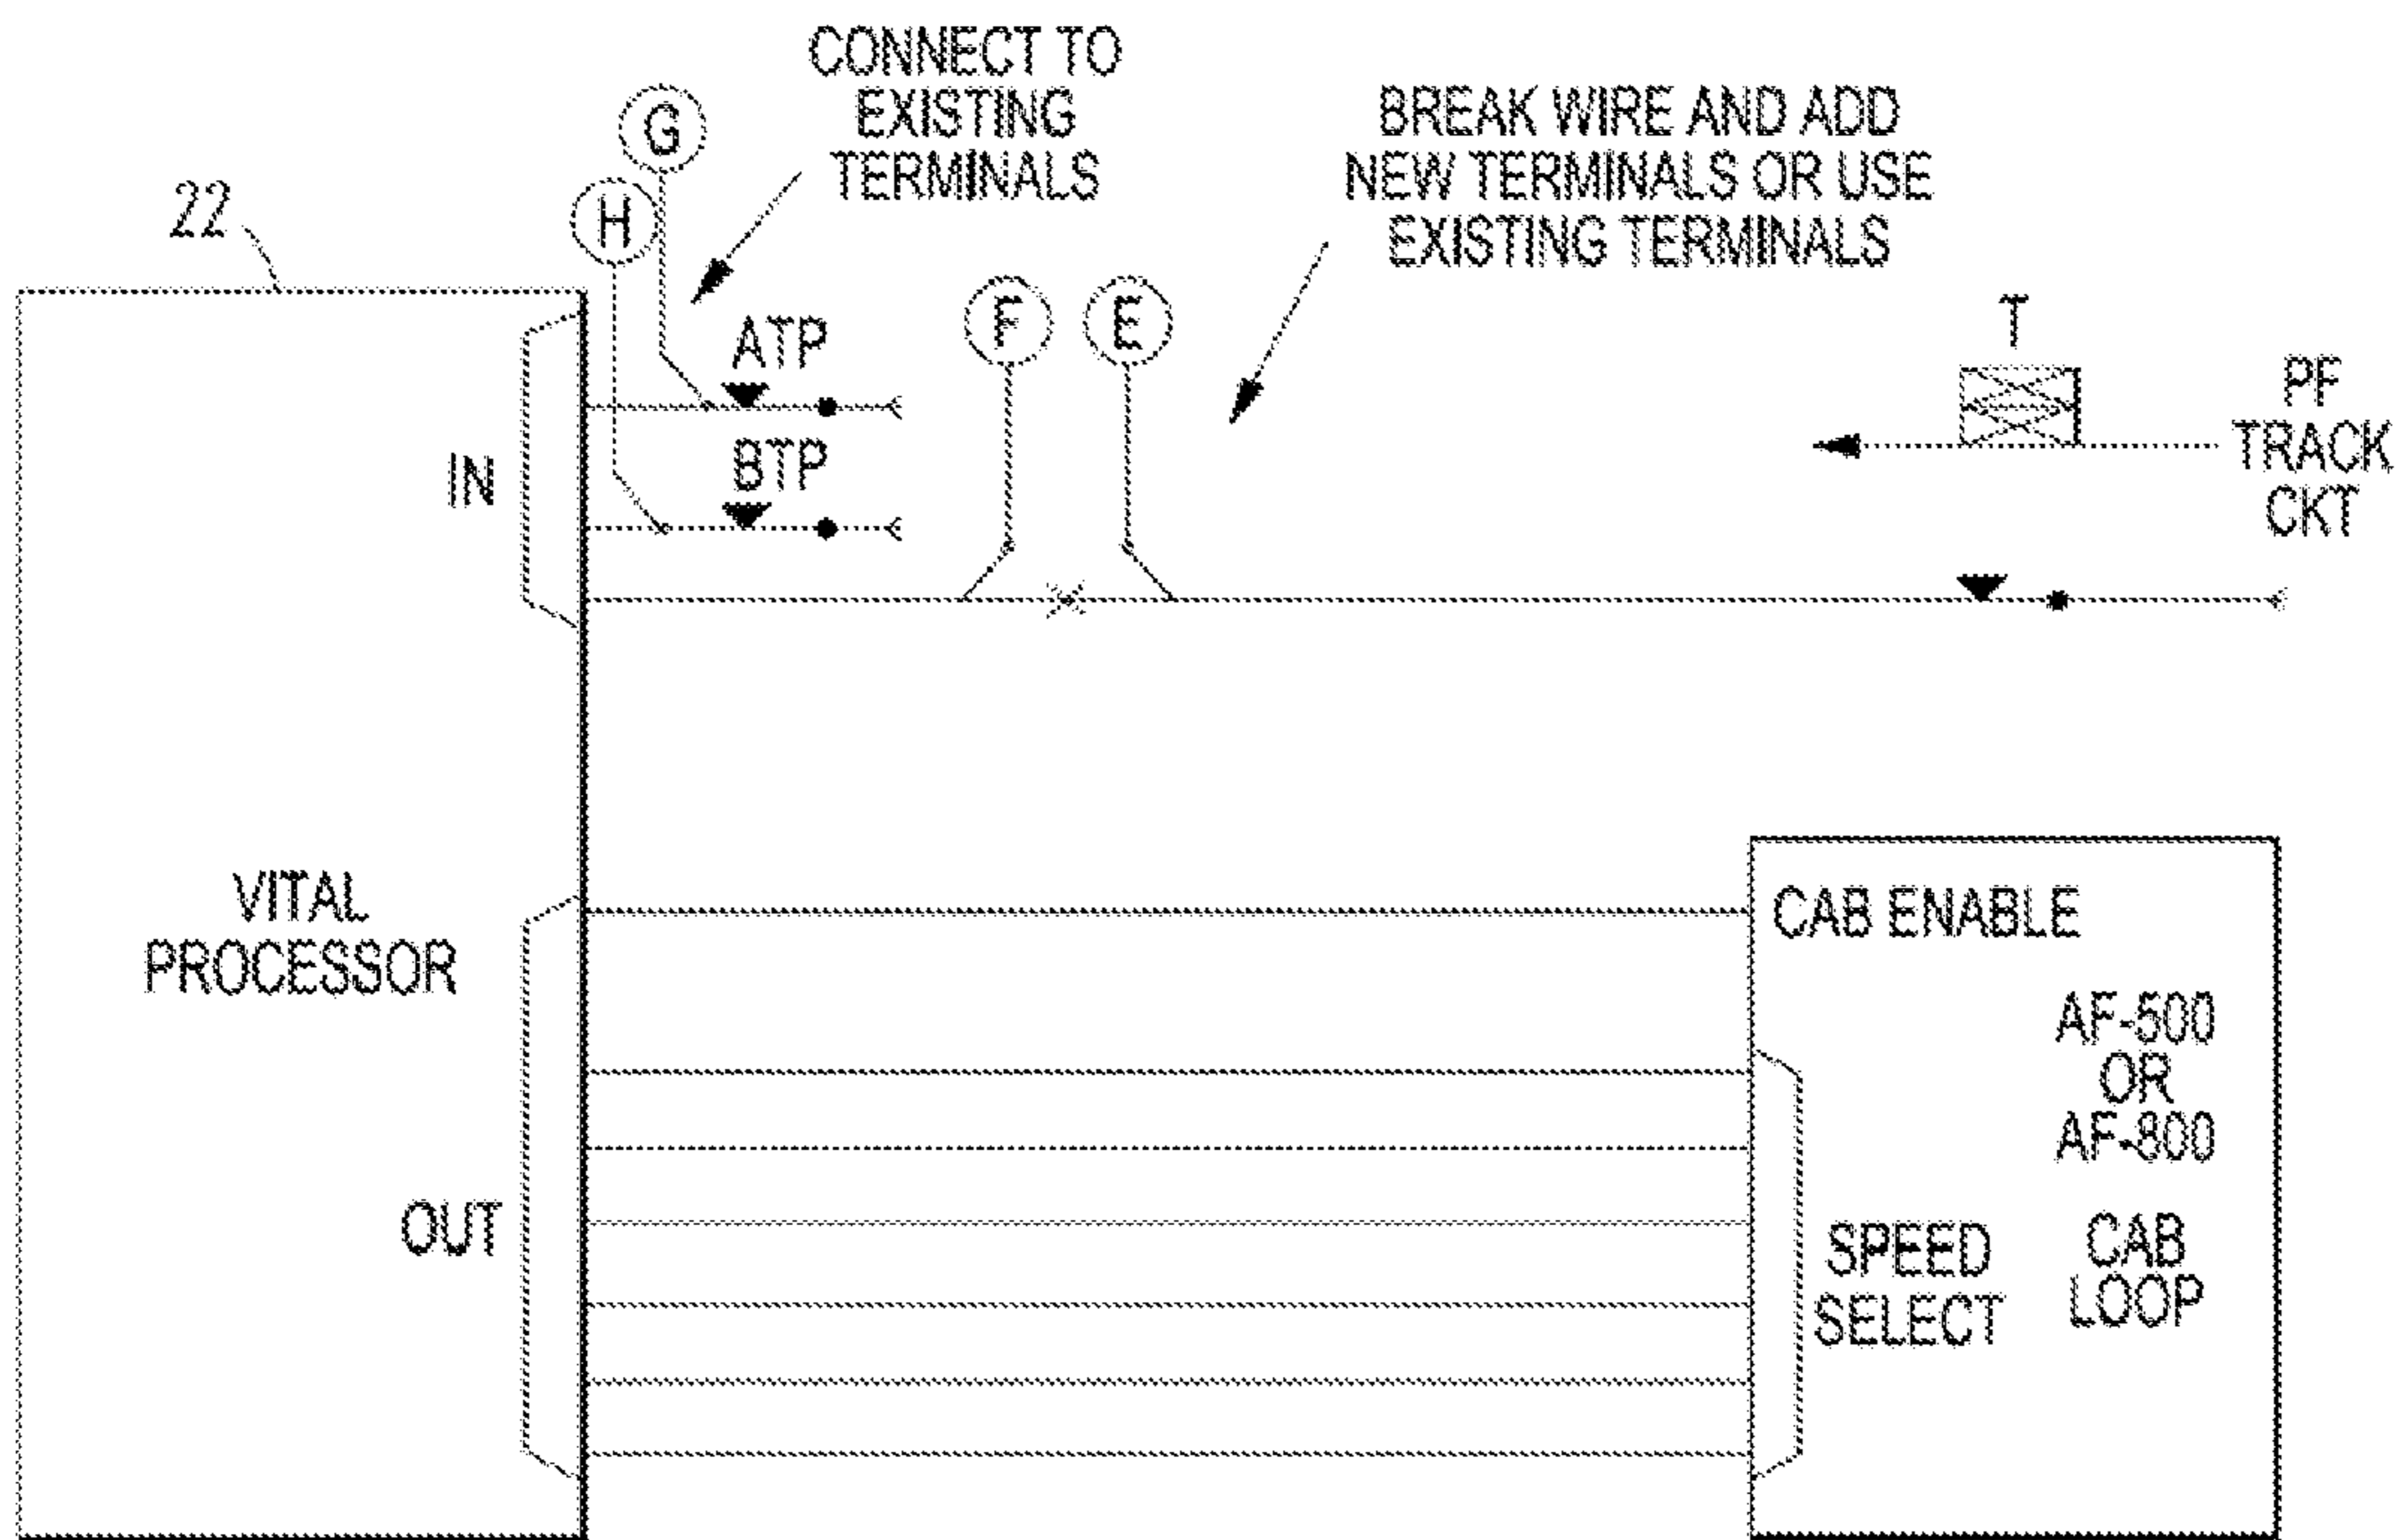 CONNECT TO
EXISTING
TERMINALS
G
H
22
BREAK WIRE AND ADD
NEW TERMINALS OR USE
EXISTING TERMINALS
F
E
T
ATP
BTP
IN
PF
TRACK
CKT
VITAL
PROCESSOR
OUT
CAB ENABLE
AF-500
OR
AF-800
SPEED
SELECT
CAB
LOOP